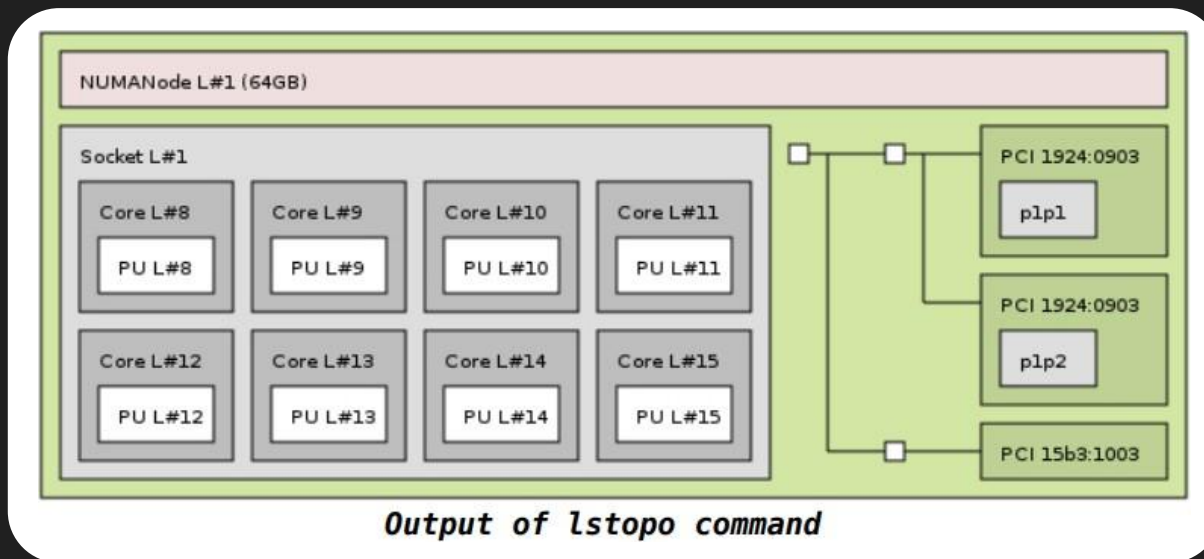 NUMANode L#1 (64GB)
Socket L#1
Core L#8
PU L#8
Core L#9
PU L#9
Core L#10
PU L#10
Core L#11
PU L#11
Core L#12
PU L#12
Core L#13
PU L#13
Core L#14
PU L#14
Core L#15
PU L#15
PCI 1924:0903
p1p1
PCI 1924:0903
p1p2
PCI 15b3:1003
Output of lstopo command